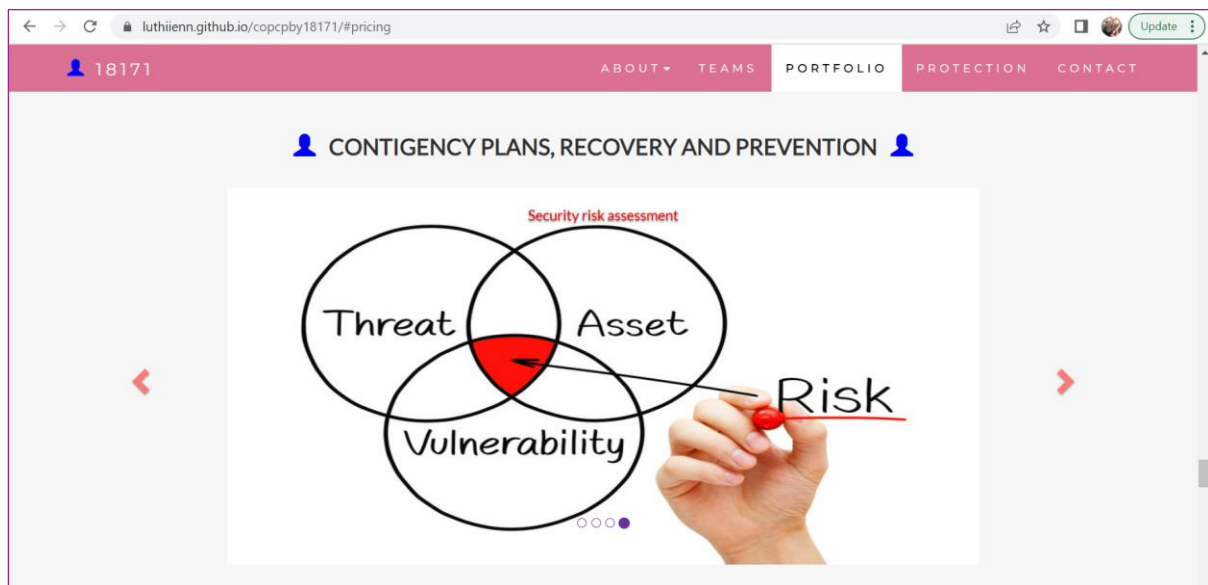 luthiienn.github.io/copcpby18171/#pricing
Update
18171
ABOUT TEAMS PORTFOLIO PROTECTION CONTACT
CONTIGENCY PLANS, RECOVERY AND PREVENTION
Security risk assessment
Threat Asset
Risk
Vulnerability